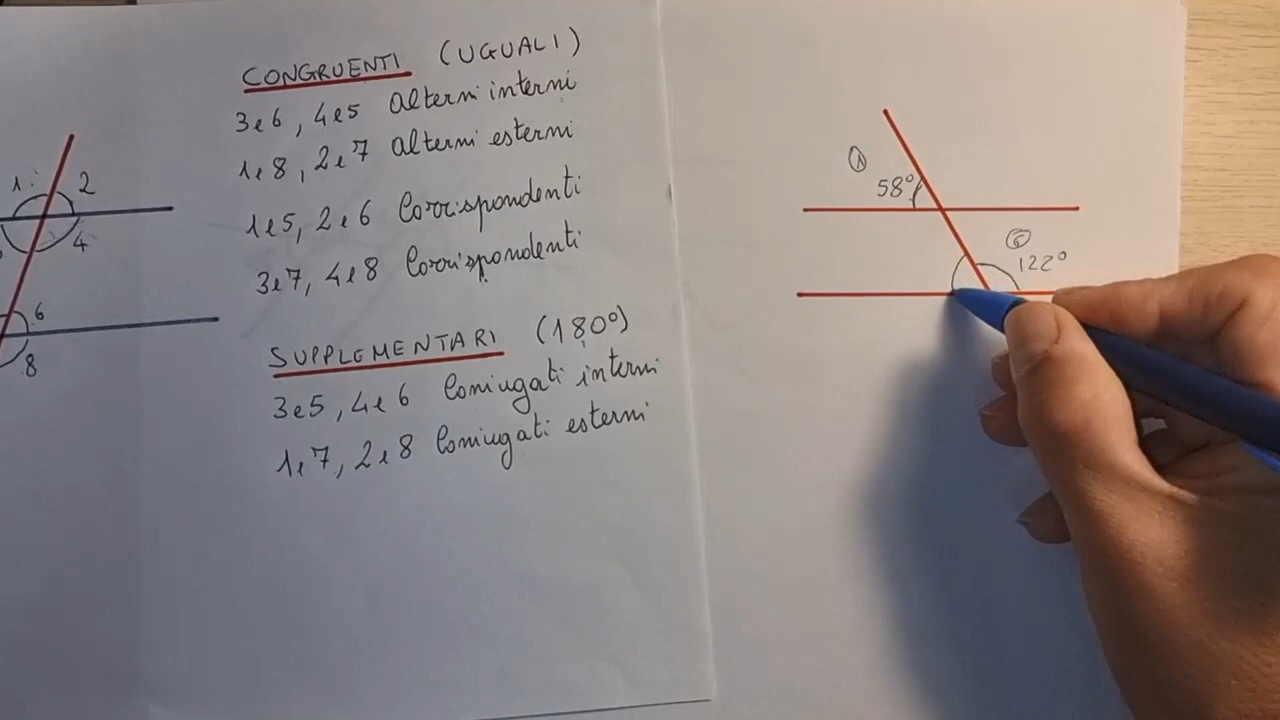 CONGRUENTI (UGUALI)
3e6, 4e5 alterni interni
1e8, 2e7 alterni esterni
1e5, 2e6 Corrispondenti
3e7, 4e8 Corrispondenti
SUPPLEMENTARI (180°)
3e5, 4e6 Coniugati interni
1e7, 2e8 Coniugati esterni
1
2
4
6
8
1
58°
6
122°